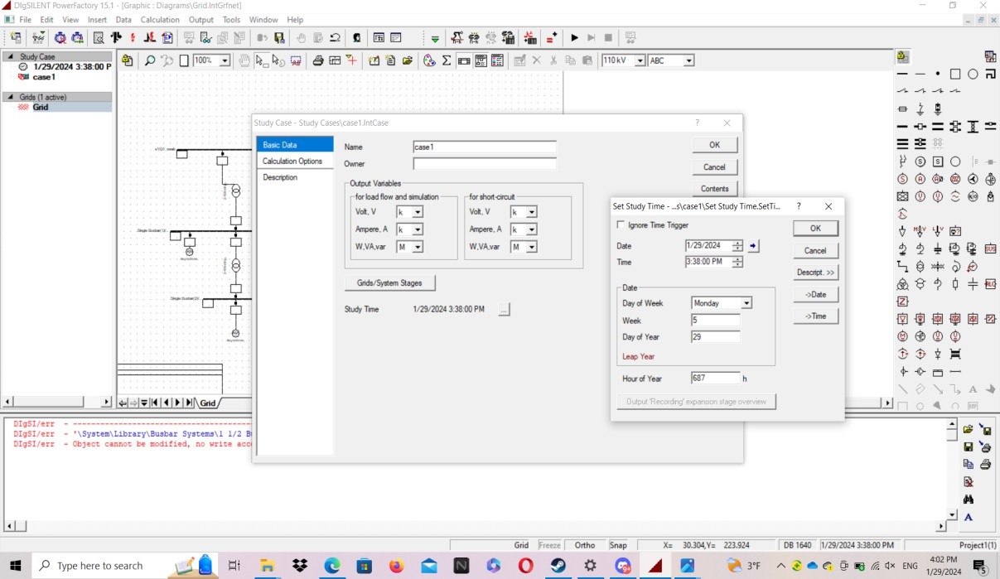 DIgSILENT PowerFactory 15.1 - [Graphic : Diagrams\Grid.IntGrfnet]
File Edit View Insert Data Calculation Output Tools Window Help
Study Case
1/29/2024 3:38:00 P
case1
Grids (1 active)
Grid
100%
110 kV
ABC
Study Case - Study Cases\case1.IntCase ?
Basic Data
Calculation Options
Description
Name case1
Owner
OK
Cancel
Contents
Output Variables
for load flow and simulation
for short-circuit
Volt, V k
Volt, V k
Ampere, A k
Ampere, A k
W,VA,var M
W,VA,var M
Grids/System Stages
Study Time 1/29/2024 3:38:00 PM ...
Set Study Time - ...s\case1\Set Study Time.SetTi... ?
Ignore Time Trigger
OK
Date 1/29/2024
Cancel
Time 3:38:00 PM
Descript. >>
Date
->Date
Day of Week Monday
->Time
Week 5
Day of Year 29
Leap Year
Hour of Year 687 h
Output 'Recording' expansion stage overview
Grid
DIgSI/err - --------------------------------
DIgSI/err - '\System\Library\Busbar Systems\1 1/2 B
DIgSI/err - Object cannot be modified, no write acc
Grid Freeze Ortho Snap X= 30.304,Y= 223.924 DB 1640 1/29/2024 3:38:00 PM Project1(1)
Type here to search
3°F
ENG
4:02 PM
1/29/2024
5